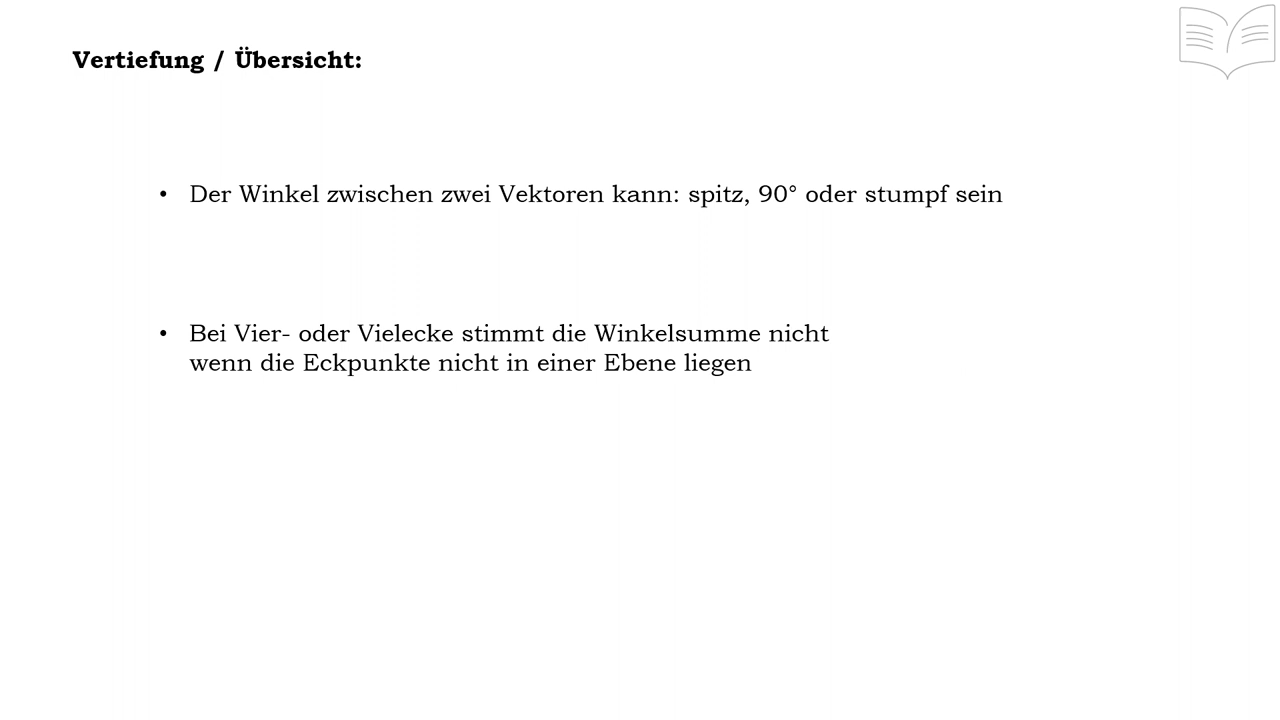 Vertiefung / Übersicht:
• Der Winkel zwischen zwei Vektoren kann: spitz, 90° oder stumpf sein
• Bei Vier- oder Vielecke stimmt die Winkelsumme nicht
wenn die Eckpunkte nicht in einer Ebene liegen